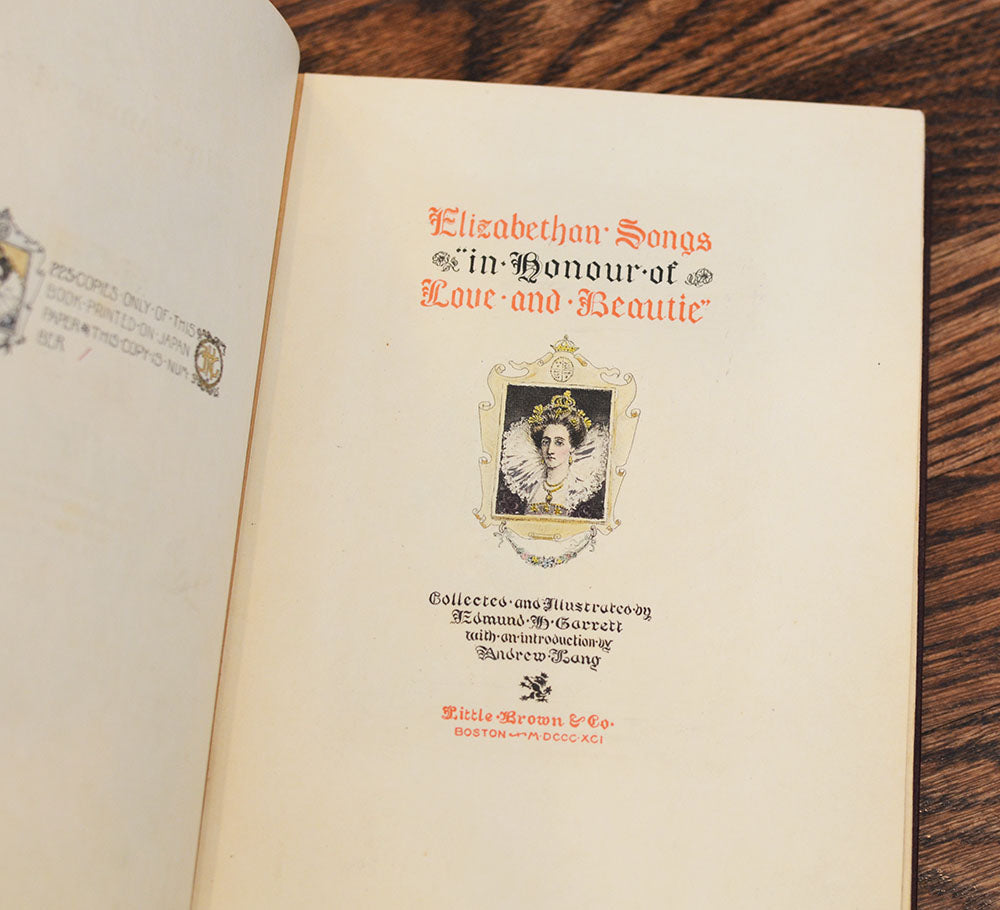 225·COPIES·ONLY·OF·THIS
BOOK·PRINTED·ON·JAPAN
PAPER THIS·COPY·IS·NUM-
BER
Elizabethan·Songs
"in·Honour·of
Love·and·Beautie"
Collected·and·Illustrated·by
Edmund·H·Garrett
with·an·introduction·by
Andrew·Lang
Little·Brown & Co·
BOSTON M·DCCC·XCI